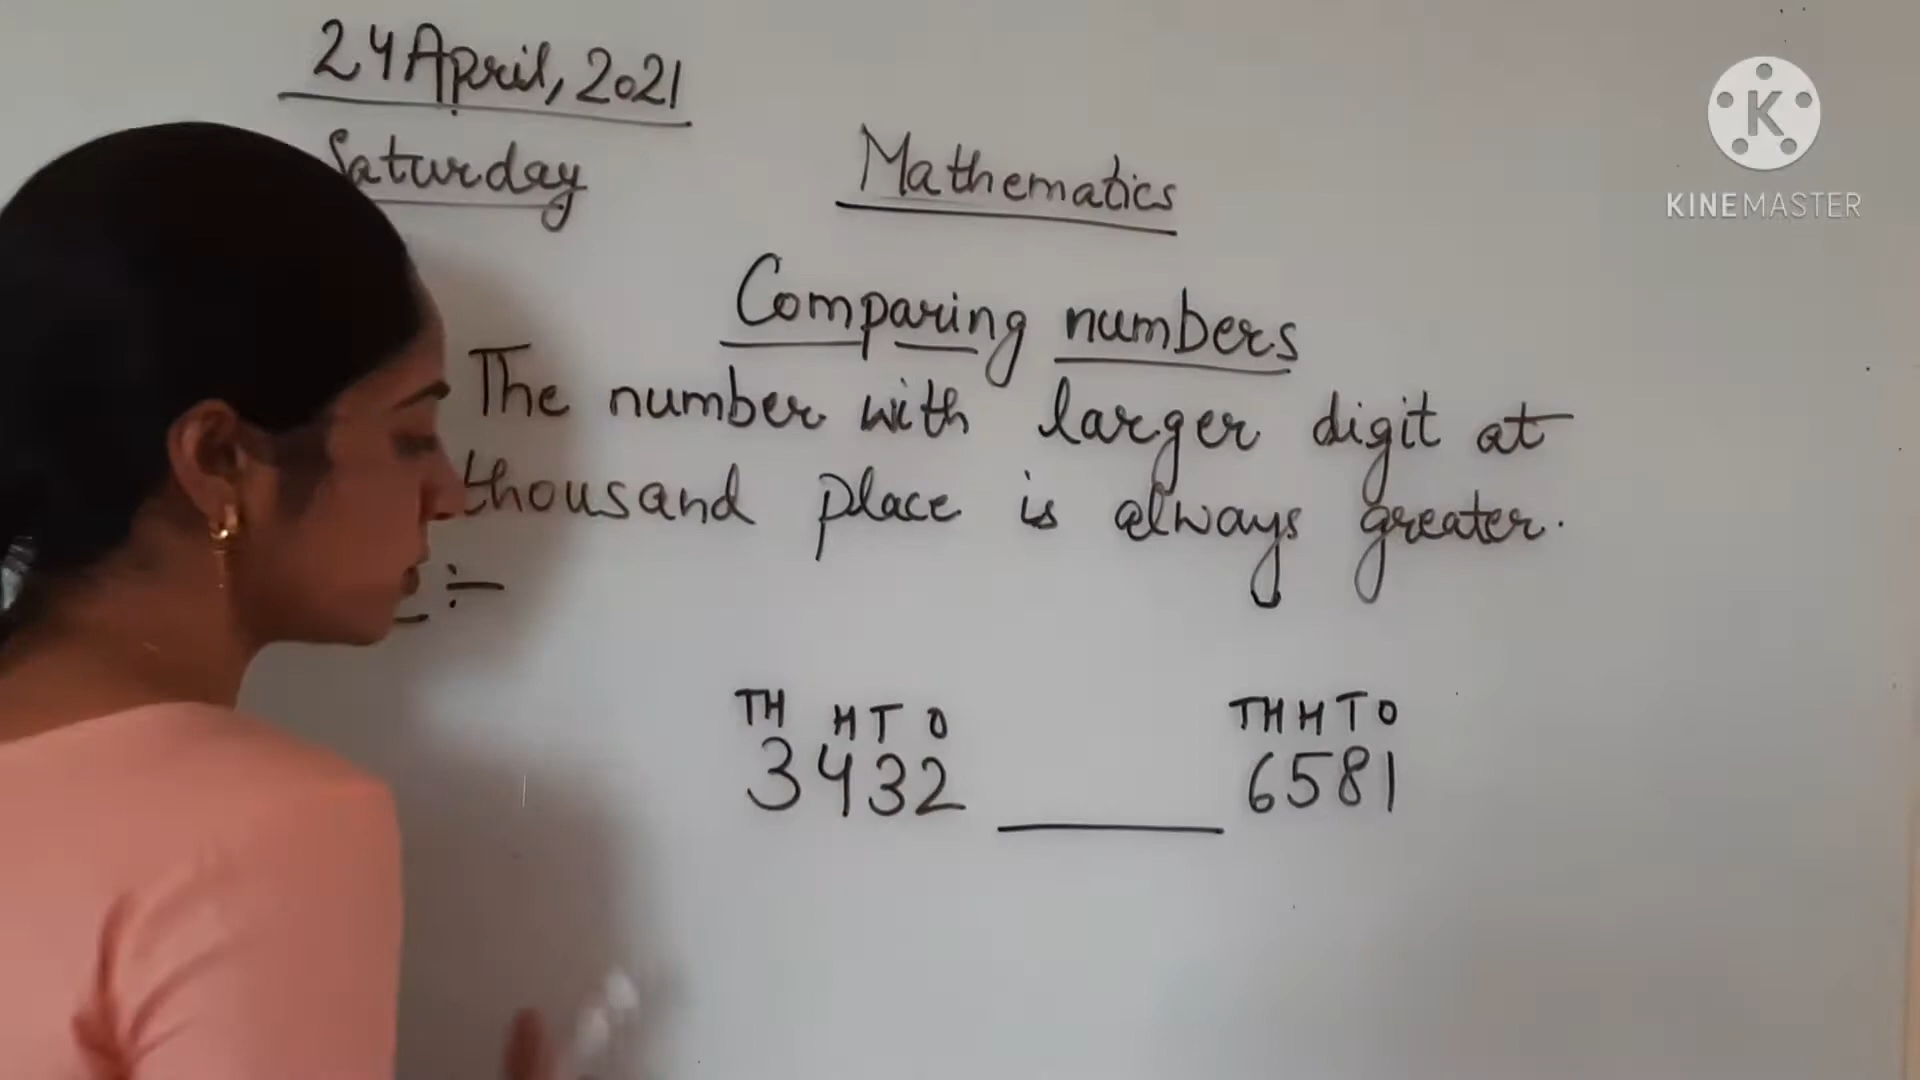 24 April, 2021
Saturday
Mathematics
K
KINEMASTER
Comparing numbers
The number with larger digit at
thousand place is always greater.
:-
TH H T O TH H T O
3432 ______ 6581